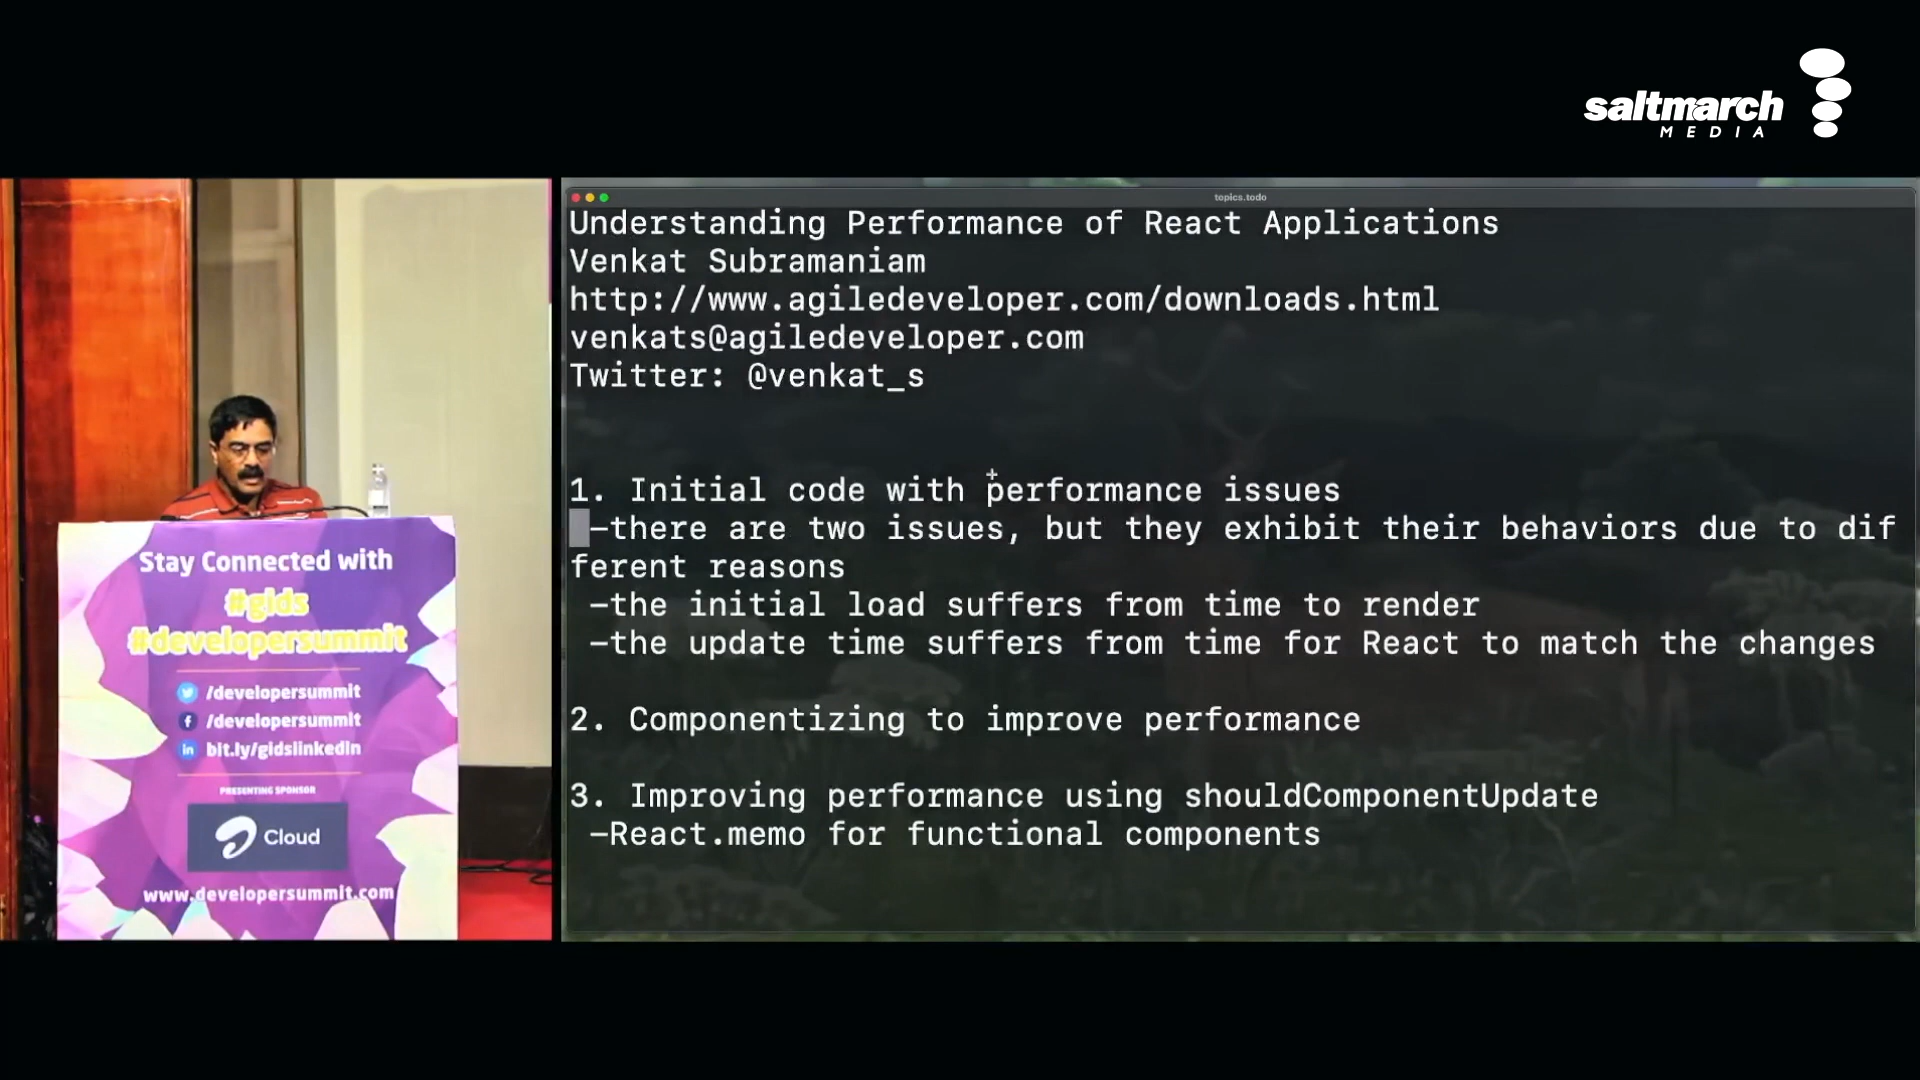 saltmarch
MEDIA
topics.todo
Understanding Performance of React Applications
Venkat Subramaniam
http://www.agiledeveloper.com/downloads.html
venkats@agiledeveloper.com
Twitter: @venkat_s
1. Initial code with performance issues
-there are two issues, but they exhibit their behaviors due to dif
ferent reasons
-the initial load suffers from time to render
-the update time suffers from time for React to match the changes
2. Componentizing to improve performance
3. Improving performance using shouldComponentUpdate
-React.memo for functional components
Stay Connected with
#gids
#developersummit
/developersummit
f /developersummit
in bit.ly/gidslinkedln
PRESENTING SPONSOR
Cloud
www.developersummit.com